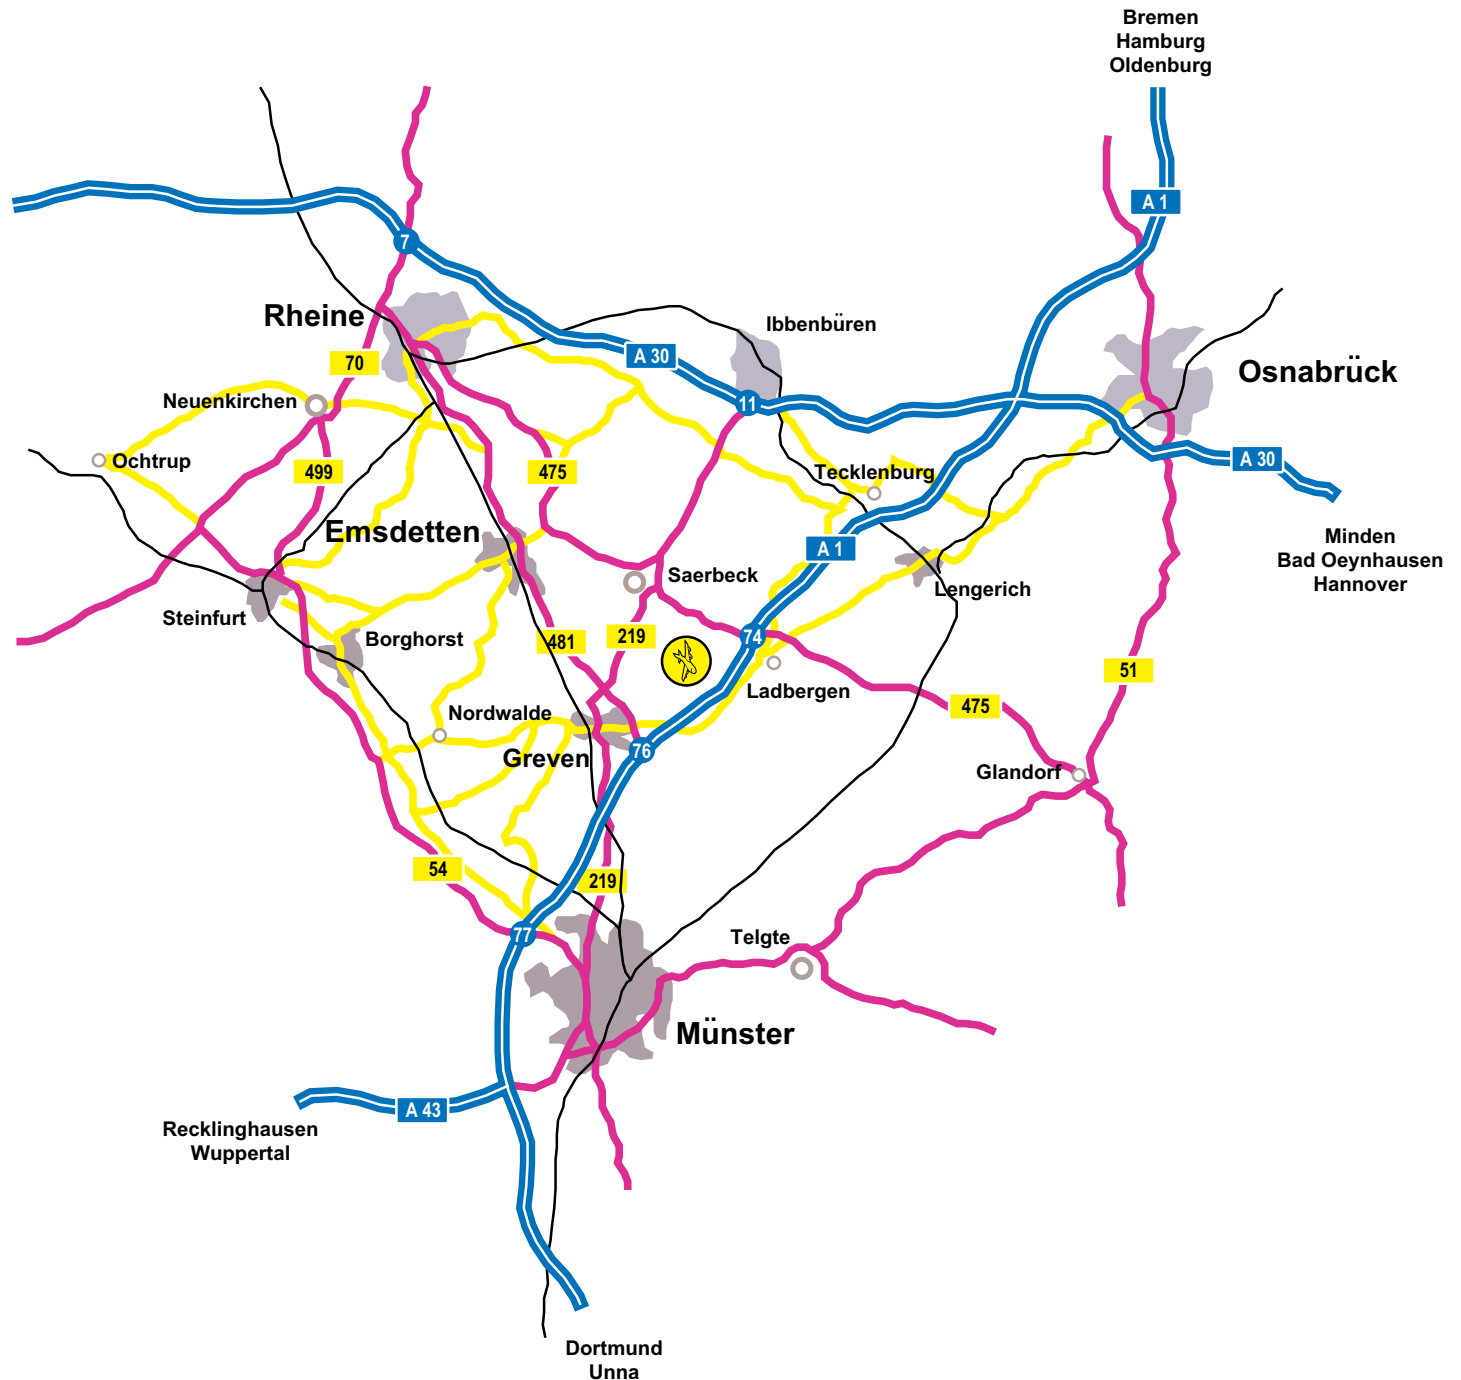 Bremen
Hamburg
Oldenburg
A 1
7
Rheine
Ibbenbüren
70
A 30
Osnabrück
Neuenkirchen
11
Ochtrup
499
475
Tecklenburg
A 30
Emsdetten
A 1
Minden
Bad Oeynhausen
Hannover
Saerbeck
Lengerich
Steinfurt
Borghorst
481
219
74
51
Ladbergen
475
Nordwalde
Greven
76
Glandorf
54
219
77
Telgte
Münster
A 43
Recklinghausen
Wuppertal
Dortmund
Unna